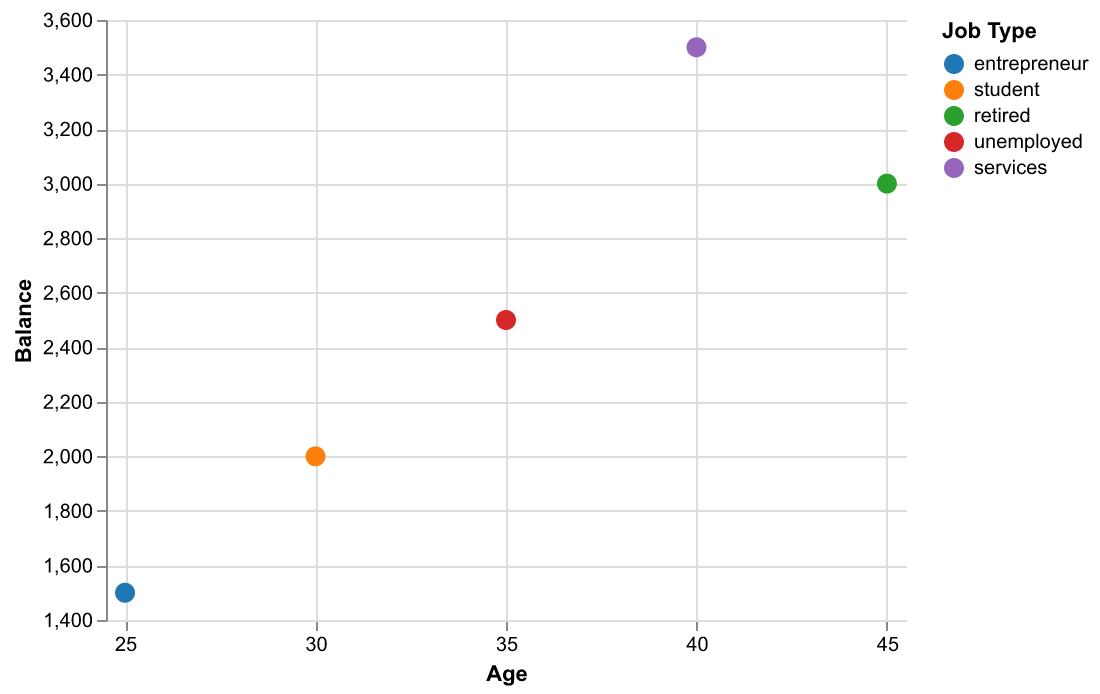 3,600
3,400
3,200
3,000
2,800
2,600
2,400
2,200
2,000
1,800
1,600
1,400
Balance
25 30 35 40 45
Age
Job Type
entrepreneur
student
retired
unemployed
services